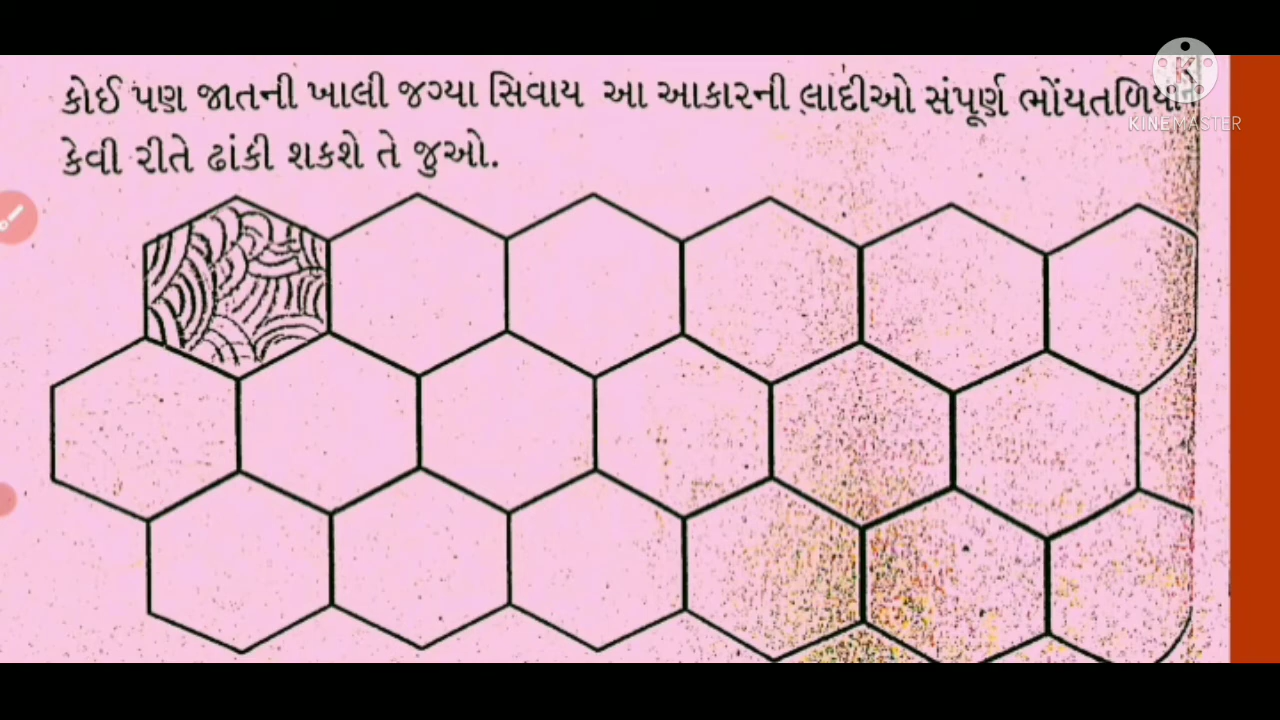 કોઈ પણ જાતની ખાલી જગ્યા સિવાય આ આકારની લાદીઓ સંપૂર્ણ ભોંયતળિયા
કેવી રીતે ઢાંકી શકશે તે જુઓ.
KINEMASTER